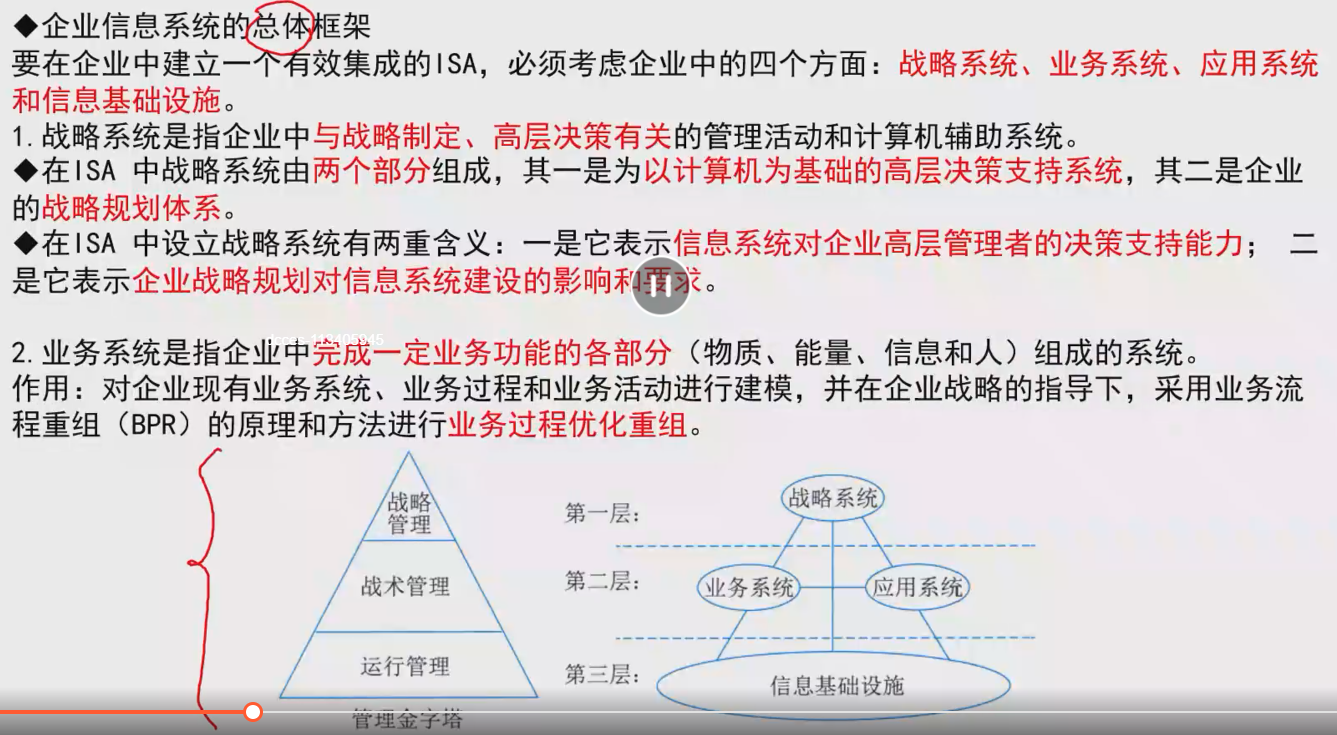 ◆企业信息系统的总体框架
要在企业中建立一个有效集成的ISA，必须考虑企业中的四个方面：战略系统、业务系统、应用系统
和信息基础设施。
1.战略系统是指企业中与战略制定、高层决策有关的管理活动和计算机辅助系统。
◆在ISA 中战略系统由两个部分组成，其一是为以计算机为基础的高层决策支持系统，其二是企业
的战略规划体系。
◆在ISA 中设立战略系统有两重含义：一是它表示信息系统对企业高层管理者的决策支持能力； 二
是它表示企业战略规划对信息系统建设的影响和要求。
dcces-113405945
2.业务系统是指企业中完成一定业务功能的各部分（物质、能量、信息和人）组成的系统。
作用：对企业现有业务系统、业务过程和业务活动进行建模，并在企业战略的指导下，采用业务流
程重组（BPR）的原理和方法进行业务过程优化重组。
战略
管理
战术管理
运行管理
管理金字塔
第一层：
战略系统
第二层：
业务系统
应用系统
第三层：
信息基础设施